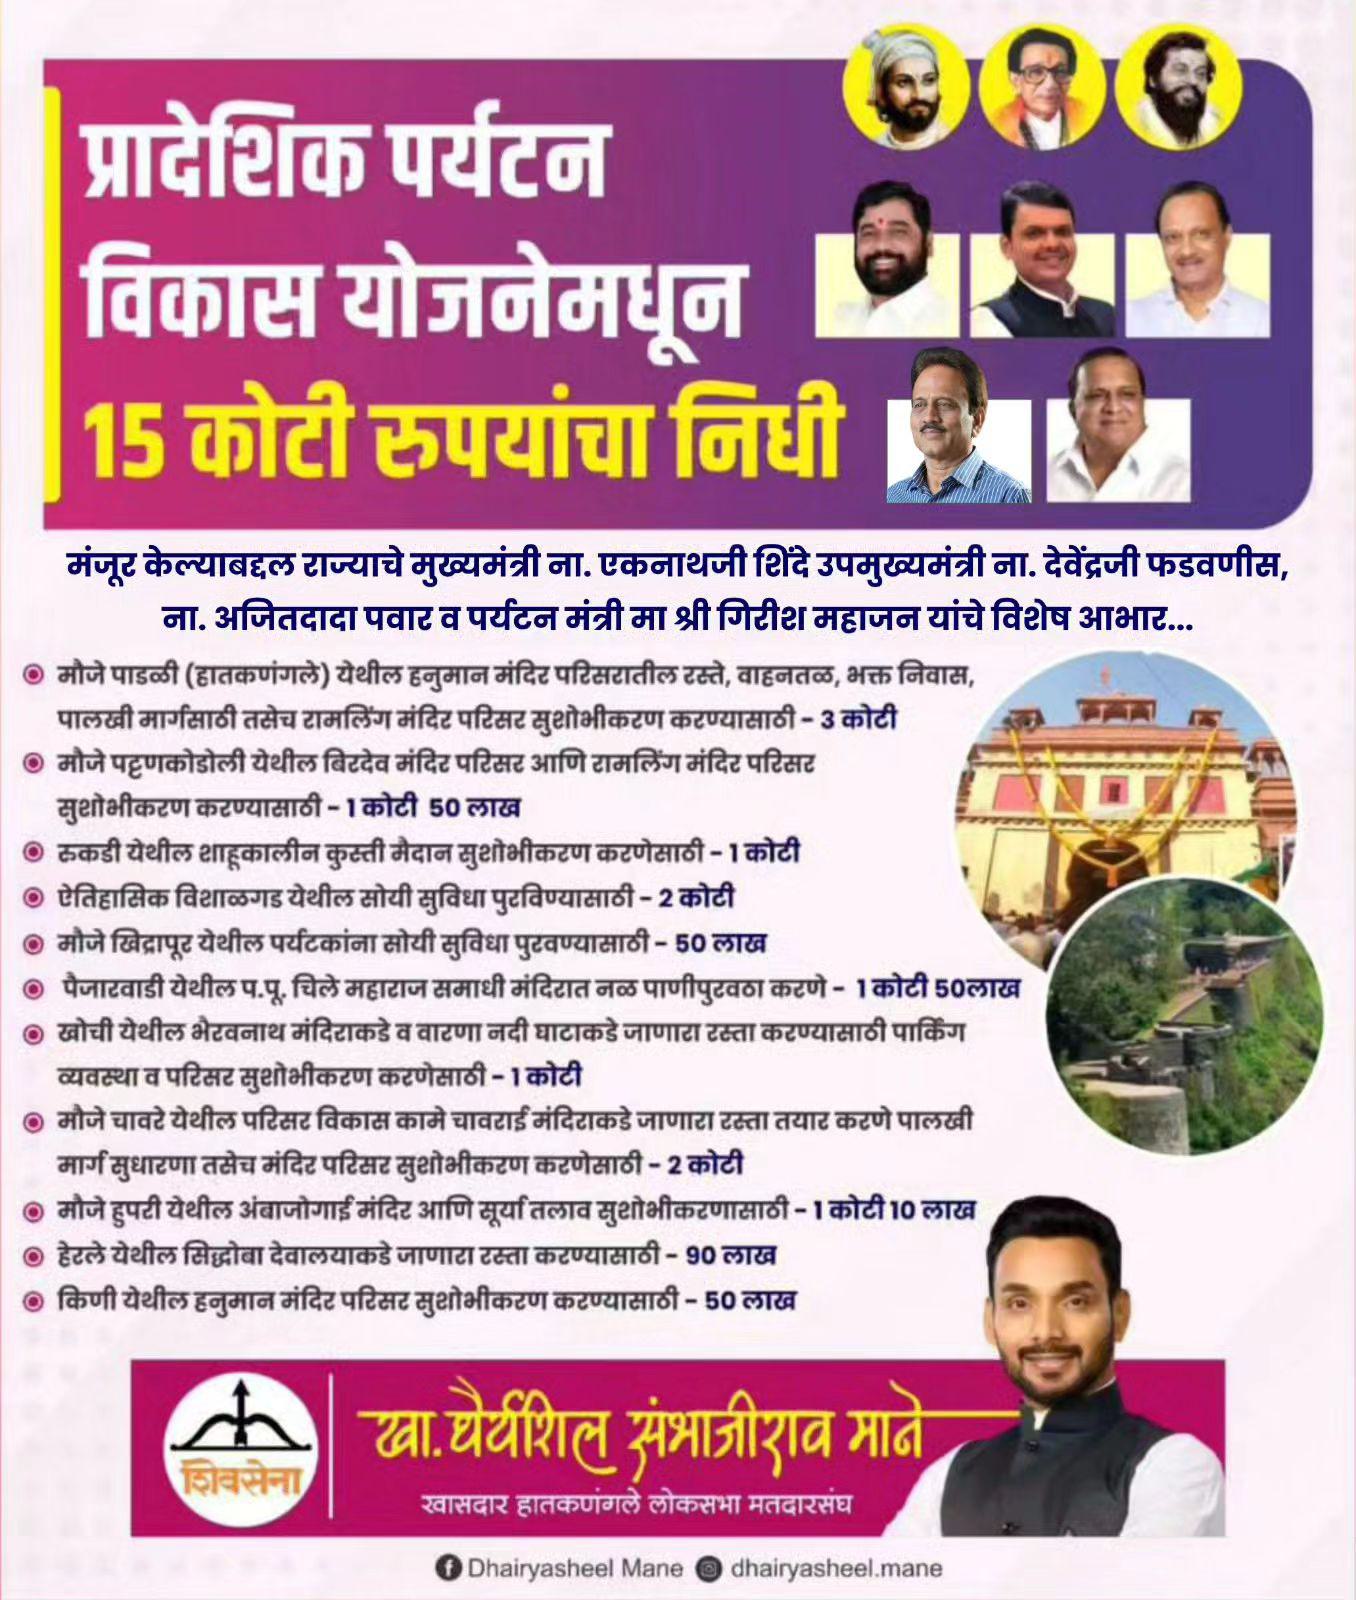 प्रादेशिक पर्यटन
विकास योजनेमधून
15 कोटी रुपयांचा निधी
मंजूर केल्याबद्दल राज्याचे मुख्यमंत्री ना. एकनाथजी शिंदे उपमुख्यमंत्री ना. देवेंद्रजी फडवणीस,
ना. अजितदादा पवार व पर्यटन मंत्री मा श्री गिरीश महाजन यांचे विशेष आभार...
मौजे पाडळी (हातकणंगले) येथील हनुमान मंदिर परिसरातील रस्ते, वाहनतळ, भक्त निवास,
पालखी मार्गासाठी तसेच रामलिंग मंदिर परिसर सुशोभीकरण करण्यासाठी - 3 कोटी
मौजे पट्टणकोडोली येथील बिरदेव मंदिर परिसर आणि रामलिंग मंदिर परिसर
सुशोभीकरण करण्यासाठी - 1 कोटी 50 लाख
रुकडी येथील शाहूकालीन कुस्ती मैदान सुशोभीकरण करणेसाठी - 1 कोटी
ऐतिहासिक विशाळगड येथील सोयी सुविधा पुरविण्यासाठी - 2 कोटी
मौजे खिद्रापूर येथील पर्यटकांना सोयी सुविधा पुरवण्यासाठी - 50 लाख
पैजारवाडी येथील प.पू. चिले महाराज समाधी मंदिरात नळ पाणीपुरवठा करणे - 1 कोटी 50लाख
खोची येथील भैरवनाथ मंदिराकडे व वारणा नदी घाटाकडे जाणारा रस्ता करण्यासाठी पार्किंग
व्यवस्था व परिसर सुशोभीकरण करणेसाठी - 1 कोटी
मौजे चावरे येथील परिसर विकास कामे चावराई मंदिराकडे जाणारा रस्ता तयार करणे पालखी
मार्ग सुधारणा तसेच मंदिर परिसर सुशोभीकरण करणेसाठी - 2 कोटी
मौजे हुपरी येथील अंबाजोगाई मंदिर आणि सूर्या तलाव सुशोभीकरणासाठी - 1 कोटी 10 लाख
हेरले येथील सिद्धोबा देवालयाकडे जाणारा रस्ता करण्यासाठी - 90 लाख
किणी येथील हनुमान मंदिर परिसर सुशोभीकरण करण्यासाठी - 50 लाख
शिवसेना
खा. धैर्यशिल संभाजीराव माने
खासदार हातकणंगले लोकसभा मतदारसंघ
Dhairyasheel Mane dhairyasheel.mane